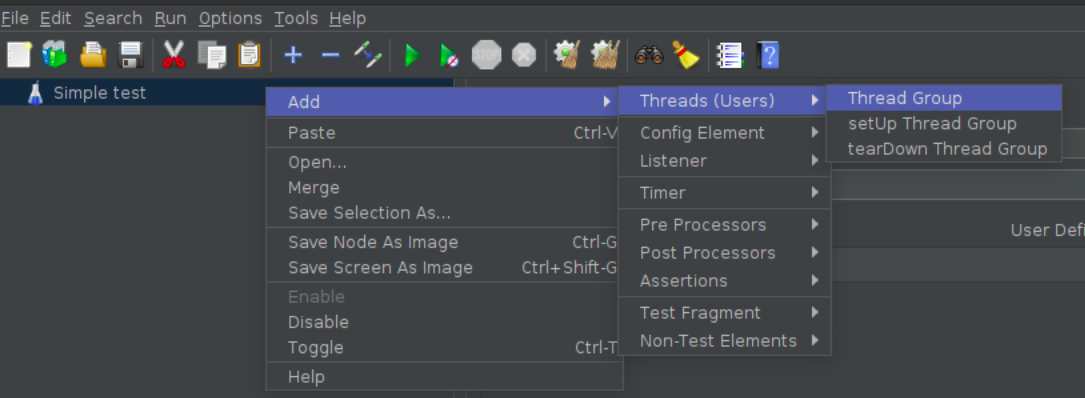 File Edit Search Run Options Tools Help
STOP
Simple test
Add
Paste Ctrl-V
Open...
Merge
Save Selection As...
Save Node As Image Ctrl-G
Save Screen As Image Ctrl+Shift-G
Enable
Disable
Toggle Ctrl-T
Help
Threads (Users)
Config Element
Listener
Timer
Pre Processors
Post Processors
Assertions
Test Fragment
Non-Test Elements
Thread Group
setUp Thread Group
tearDown Thread Group
User Defi